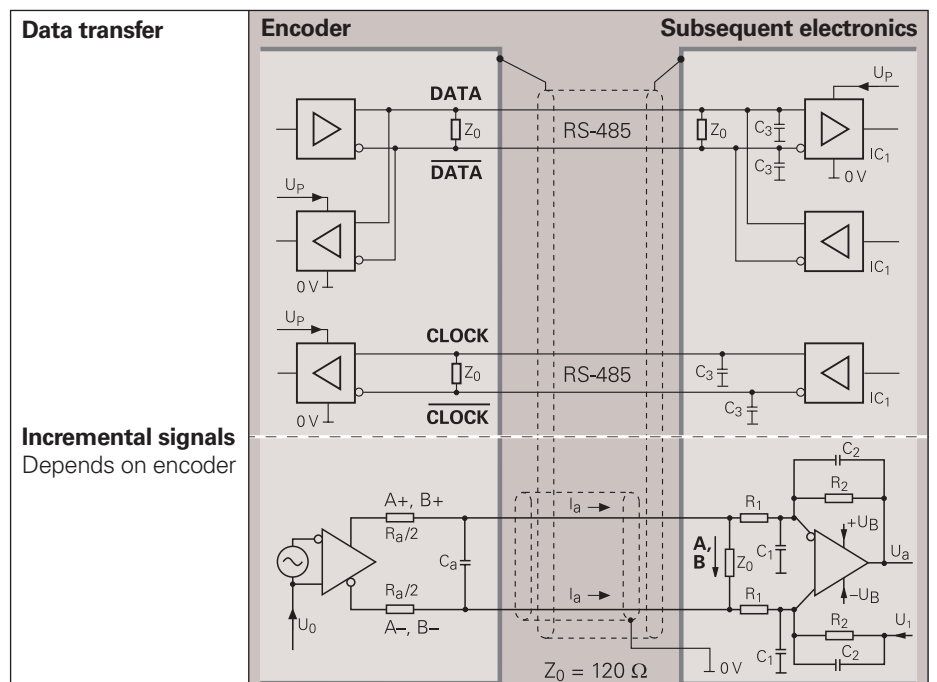 Data transfer
Encoder
Subsequent electronics
DATA
Z0
RS-485
Z0
C3
C3
UP
IC1
0 V
DATA
UP
0 V
IC1
UP
CLOCK
Z0
RS-485
C3
C3
IC1
0 V
CLOCK
Incremental signals
Depends on encoder
A+, B+
Ra/2
Ca
Ra/2
A–, B–
U0
Ia
Ia
A,
B
Z0
R1
C1
R1
C1
C2
R2
+UB
Ua
–UB
U1
R2
C2
0 V
Z0 = 120 Ω